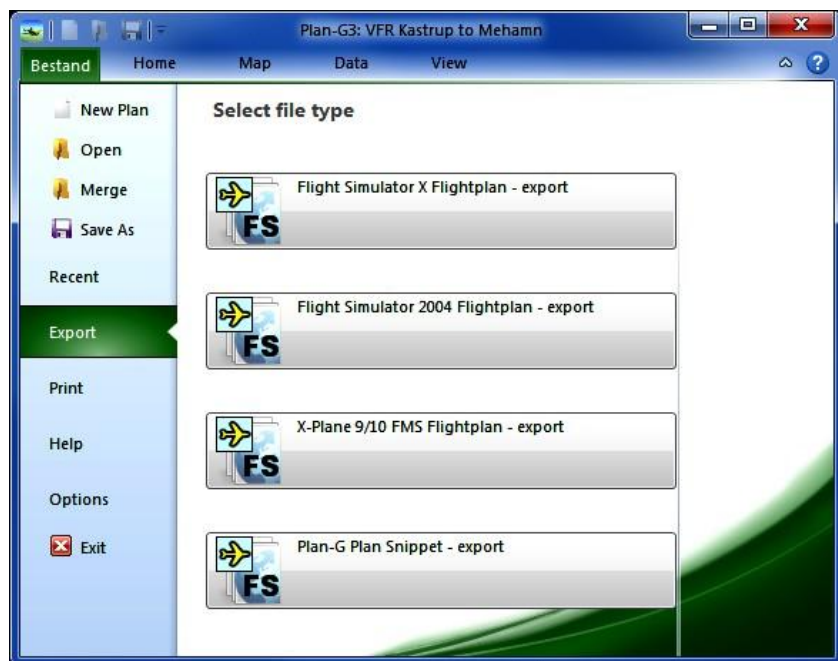 Plan-G3: VFR Kastrup to Mehamn
Bestand Home Map Data View
New Plan
Open
Merge
Save As
Recent
Export
Print
Help
Options
Exit
Select file type
Flight Simulator X Flightplan - export
FS
Flight Simulator 2004 Flightplan - export
FS
X-Plane 9/10 FMS Flightplan - export
FS
Plan-G Plan Snippet - export
FS